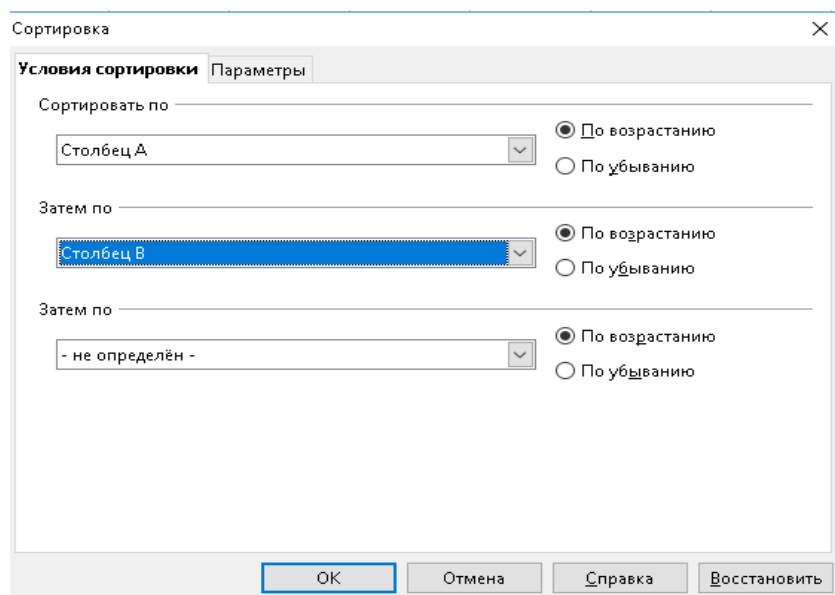 Сортировка
Условия сортировки Параметры
Сортировать по
Столбец A
По возрастанию
По убыванию
Затем по
Столбец B
По возрастанию
По убыванию
Затем по
- не определён -
По возрастанию
По убыванию
OK Отмена Справка Восстановить